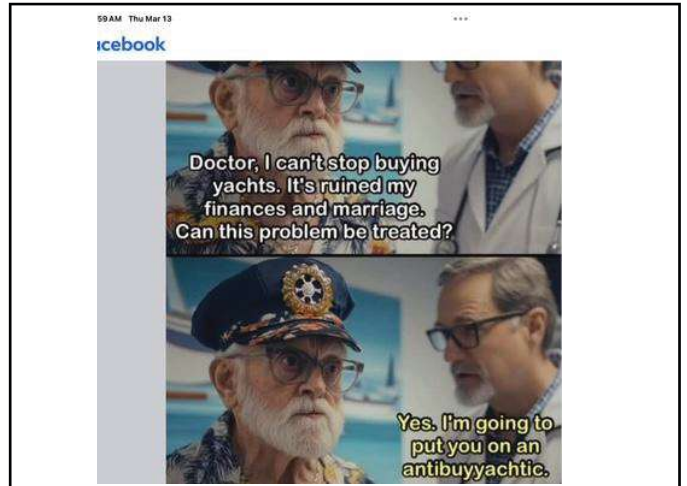 59 AM Thu Mar 13
...
acebook
Doctor, I can't stop buying
yachts. It's ruined my
finances and marriage.
Can this problem be treated?
Yes. I'm going to
put you on an
antibuyyachtic.